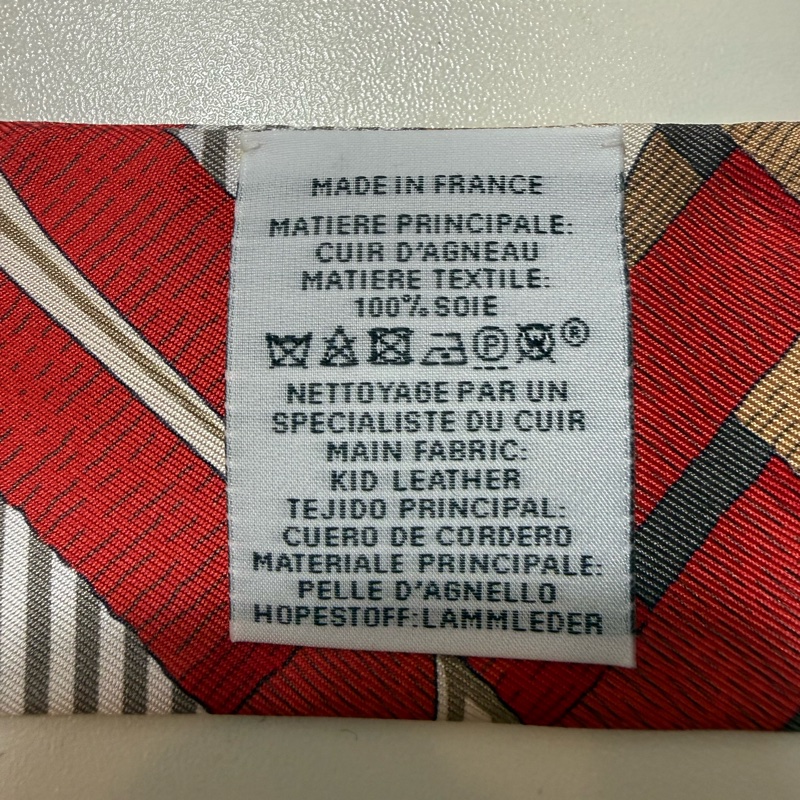 MADE IN FRANCE
MATIERE PRINCIPALE:
CUIR D'AGNEAU
MATIERE TEXTILE:
100% SOIE
P ®
NETTOYAGE PAR UN
SPECIALISTE DU CUIR
MAIN FABRIC:
KID LEATHER
TEJIDO PRINCIPAL:
CUERO DE CORDERO
MATERIALE PRINCIPALE:
PELLE D'AGNELLO
HOPESTOFF:LAMMLEDER